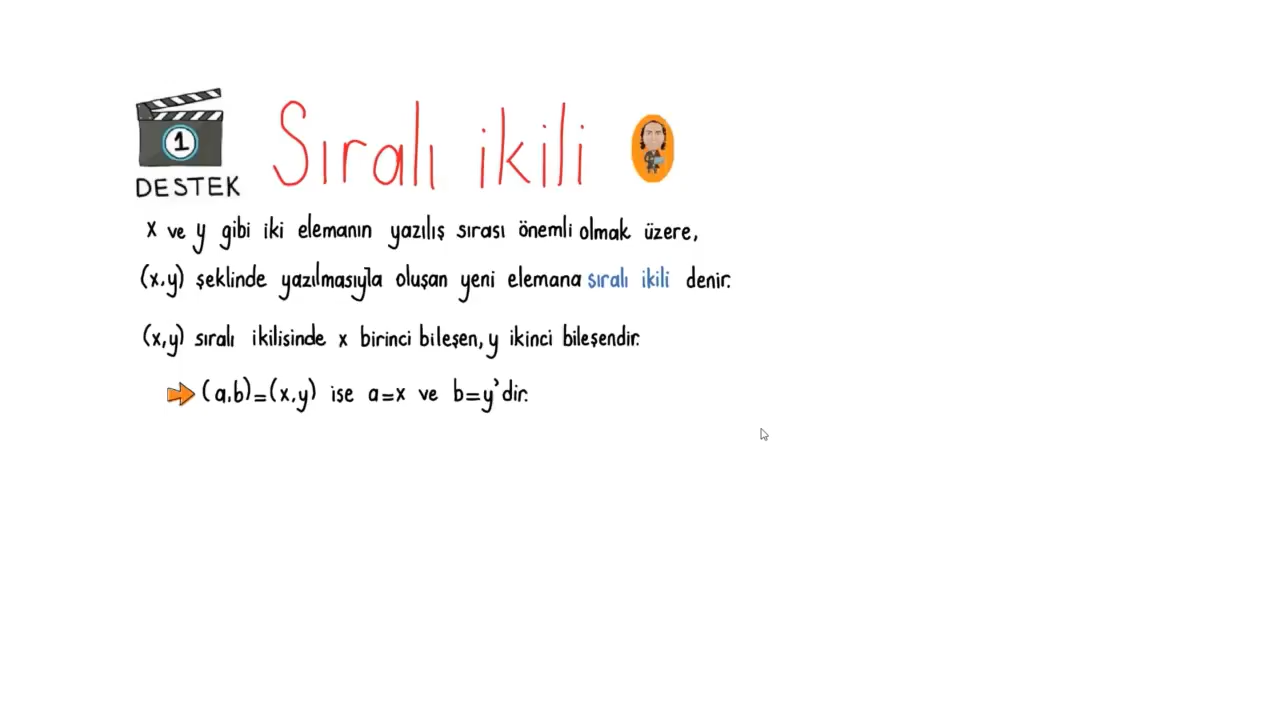 1
DESTEK
Sıralı ikili
x ve y gibi iki elemanın yazılış sırası önemli olmak üzere,
(x,y) şeklinde yazılmasıyla oluşan yeni elemana sıralı ikili denir.
(x,y) sıralı ikilisinde x birinci bileşen, y ikinci bileşendir.
(a,b)=(x,y) ise a=x ve b=y'dir.